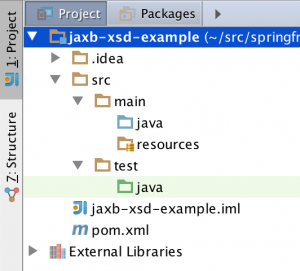 Project Packages
1: Project
Z: Structure
jaxb-xsd-example (~/src/springfr
.idea
src
main
java
resources
test
java
jaxb-xsd-example.iml
pom.xml
External Libraries